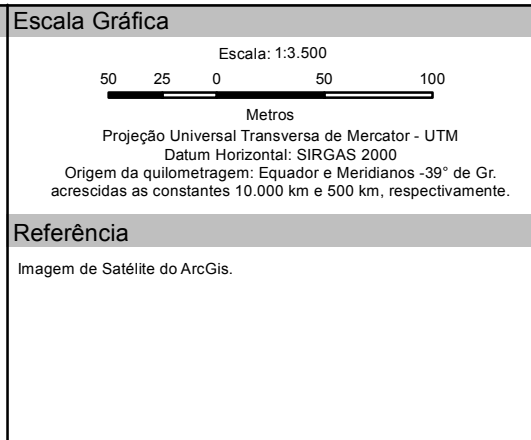 Escala Gráfica
Escala: 1:3.500
50 25 0 50 100
Metros
Projeção Universal Transversa de Mercator - UTM
Datum Horizontal: SIRGAS 2000
Origem da quilometragem: Equador e Meridianos -39° de Gr.
acrescidas as constantes 10.000 km e 500 km, respectivamente.
Referência
Imagem de Satélite do ArcGis.